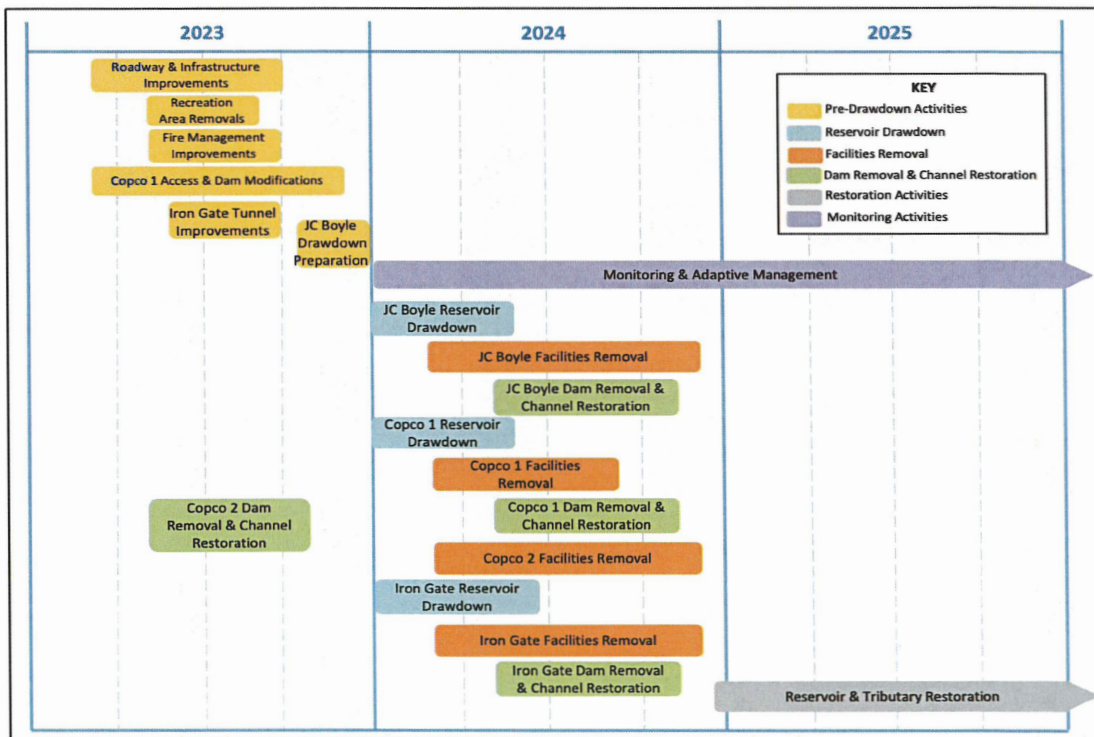 2023
2024
2025
Roadway & Infrastructure
Improvements
Recreation
Area Removals
Fire Management
Improvements
Copco 1 Access & Dam Modifications
Iron Gate Tunnel
Improvements
JC Boyle
Drawdown
Preparation
KEY
Pre-Drawdown Activities
Reservoir Drawdown
Facilities Removal
Dam Removal & Channel Restoration
Restoration Activities
Monitoring Activities
Monitoring & Adaptive Management
JC Boyle Reservoir
Drawdown
JC Boyle Facilities Removal
JC Boyle Dam Removal &
Channel Restoration
Copco 1 Reservoir
Drawdown
Copco 1 Facilities
Removal
Copco 2 Dam
Removal & Channel
Restoration
Copco 1 Dam Removal &
Channel Restoration
Copco 2 Facilities Removal
Iron Gate Reservoir
Drawdown
Iron Gate Facilities Removal
Iron Gate Dam Removal
& Channel Restoration
Reservoir & Tributary Restoration